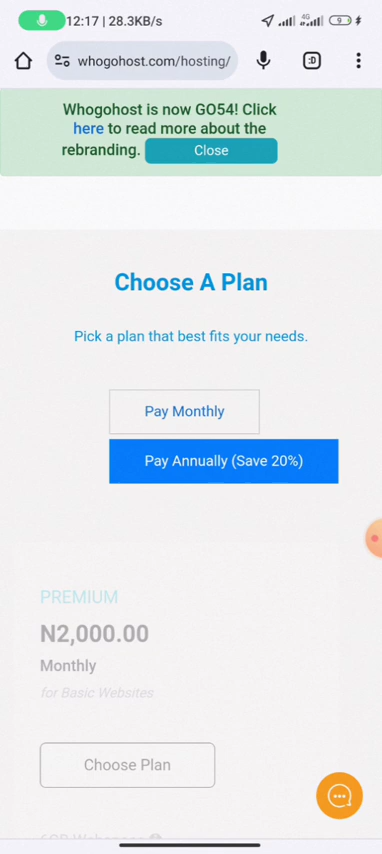 12:17 | 28.3KB/s
4G
9
whogohost.com/hosting/
:D
Whogohost is now GO54! Click
here to read more about the
rebranding. Close
Choose A Plan
Pick a plan that best fits your needs.
Pay Monthly
Pay Annually (Save 20%)
PREMIUM
N2,000.00
Monthly
for Basic Websites
Choose Plan